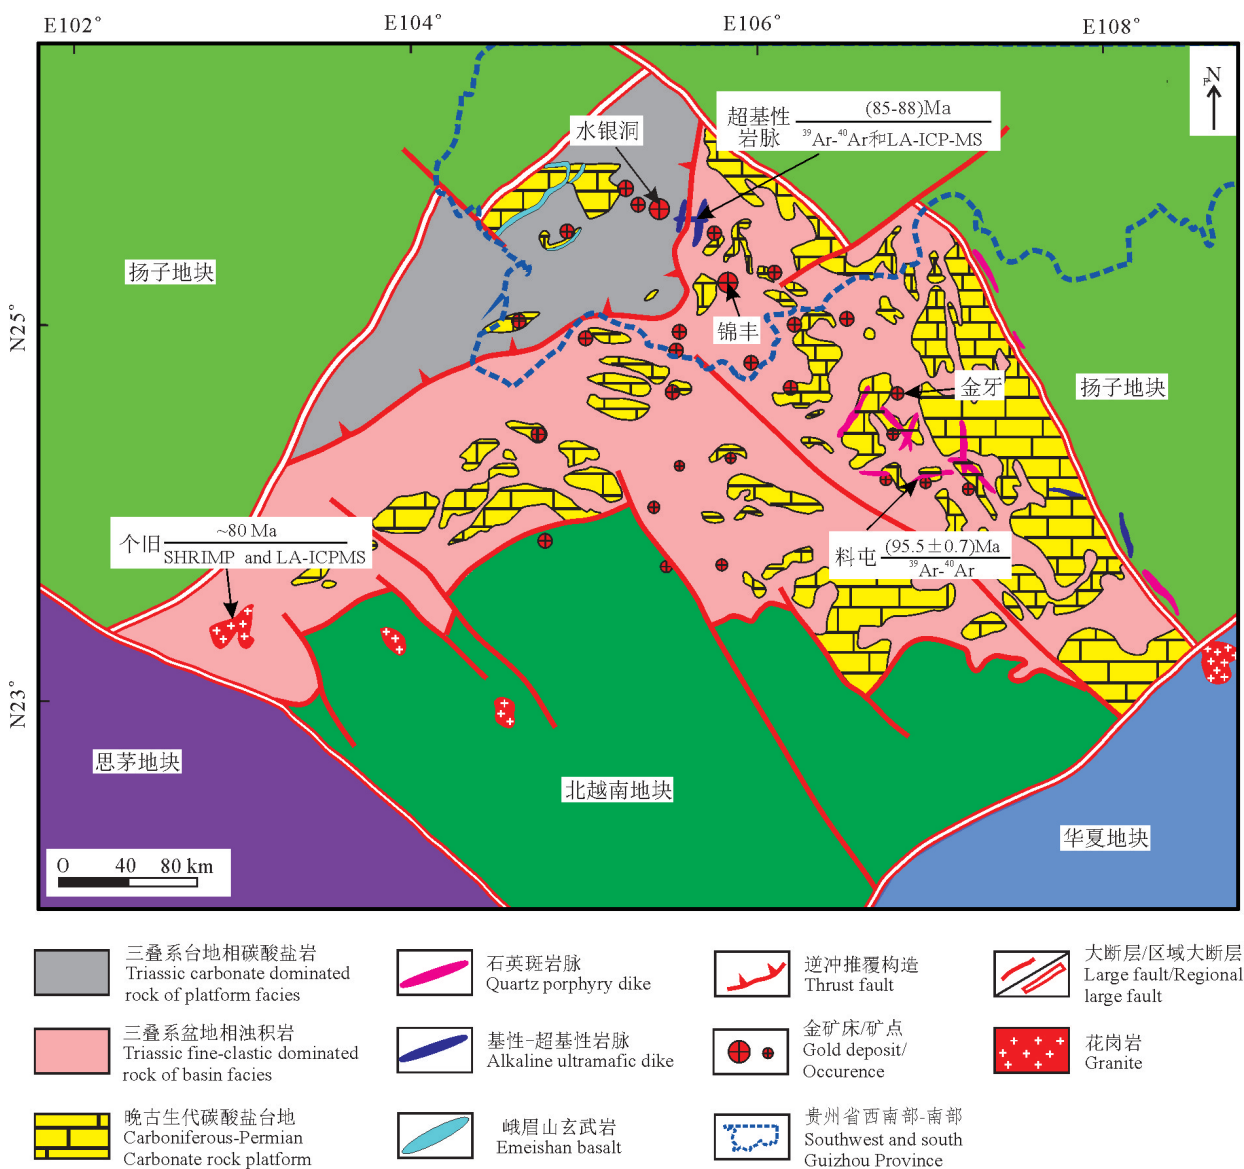 E102°
E104°
E106°
E108°
N
超基性
岩脉
(85-88)Ma
³⁹Ar-⁴⁰Ar和LA-ICP-MS
水银洞
扬子地块
N25°
锦丰
金牙
扬子地块
个旧
~80 Ma
SHRIMP and LA-ICPMS
料屯
(95.5±0.7)Ma
³⁹Ar-⁴⁰Ar
N23°
思茅地块
北越南地块
华夏地块
O 40 80 km
三叠系台地相碳酸盐岩
Triassic carbonate dominated
rock of platform facies
石英斑岩脉
Quartz porphyry dike
逆冲推覆构造
Thrust fault
大断层/区域大断层
Large fault/Regional
large fault
三叠系盆地相浊积岩
Triassic fine-clastic dominated
rock of basin facies
基性-超基性岩脉
Alkaline ultramafic dike
金矿床/矿点
Gold deposit/
Occurence
花岗岩
Granite
晚古生代碳酸盐台地
Carboniferous-Permian
Carbonate rock platform
峨眉山玄武岩
Emeishan basalt
贵州省西南部-南部
Southwest and south
Guizhou Province